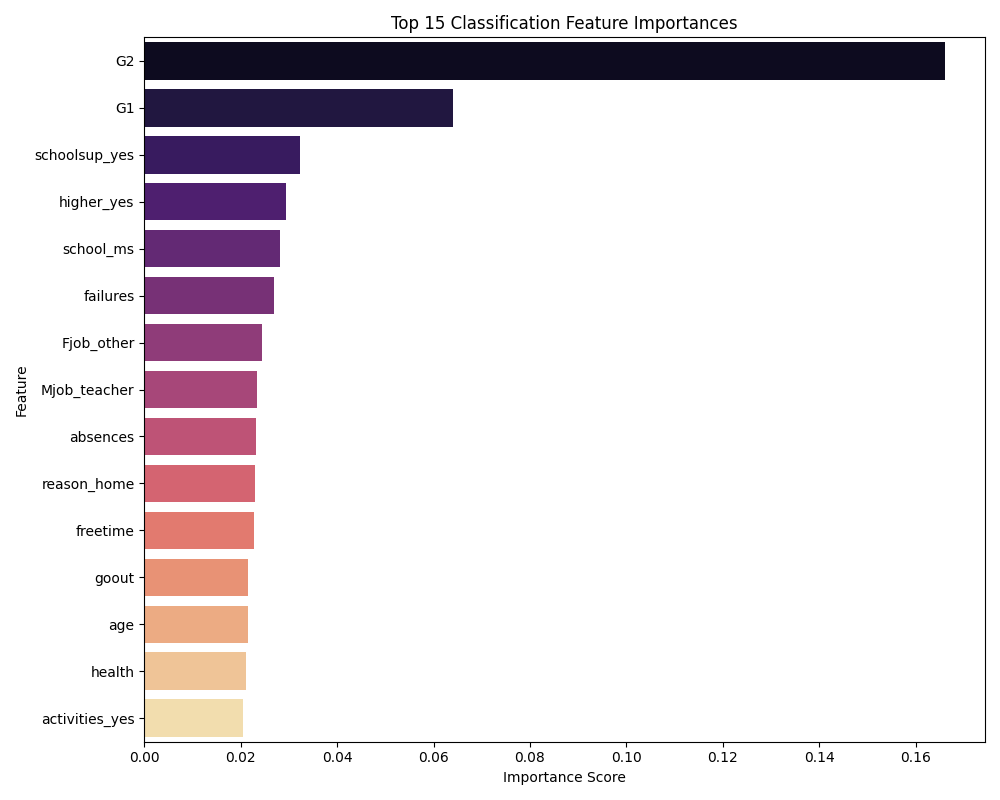 Top 15 Classification Feature Importances
Feature
G2
G1
schoolsup_yes
higher_yes
school_ms
failures
Fjob_other
Mjob_teacher
absences
reason_home
freetime
goout
age
health
activities_yes
0.00 0.02 0.04 0.06 0.08 0.10 0.12 0.14 0.16
Importance Score